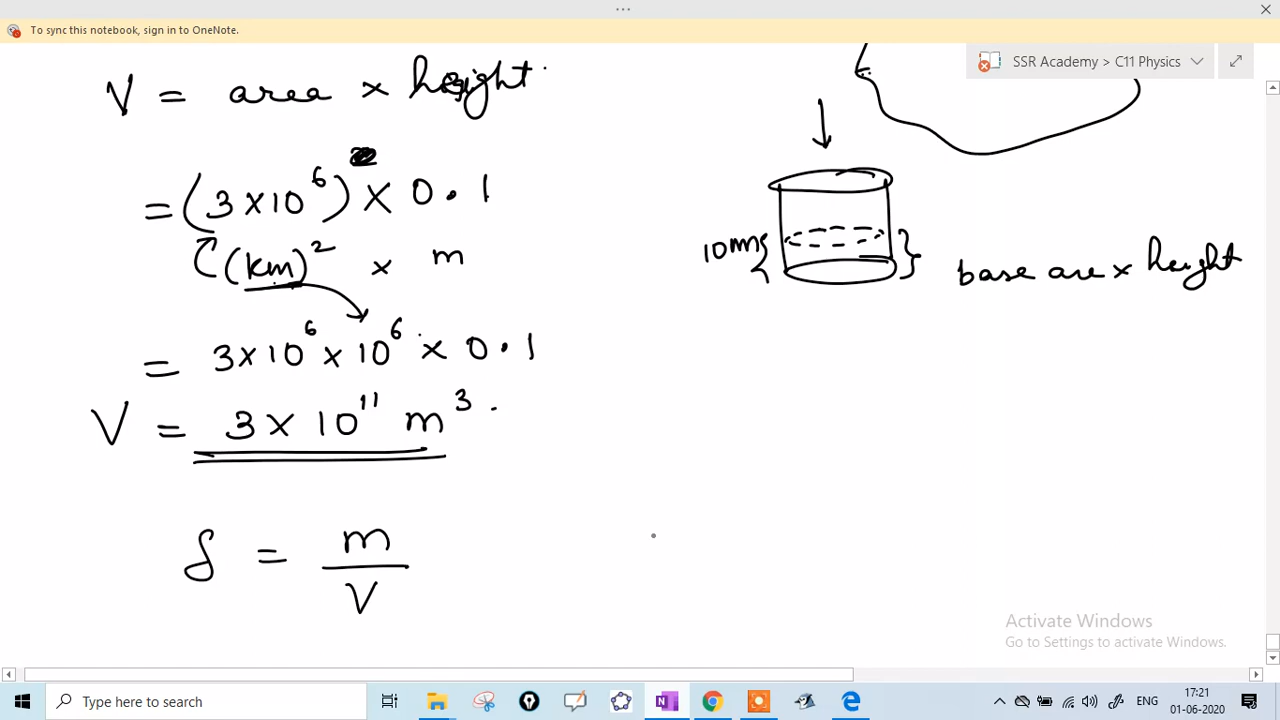 To sync this notebook, sign in to OneNote.
SSR Academy > C11 Physics
V = area × height
= (3×10⁶) × 0.1
(km)² × m
= 3×10⁶ × 10⁶ × 0.1
V = 3 × 10¹¹ m³
10mm
base are × height
δ = m/V
Activate Windows
Go to Settings to activate Windows.
Type here to search
ENG
17:21
01-06-2020